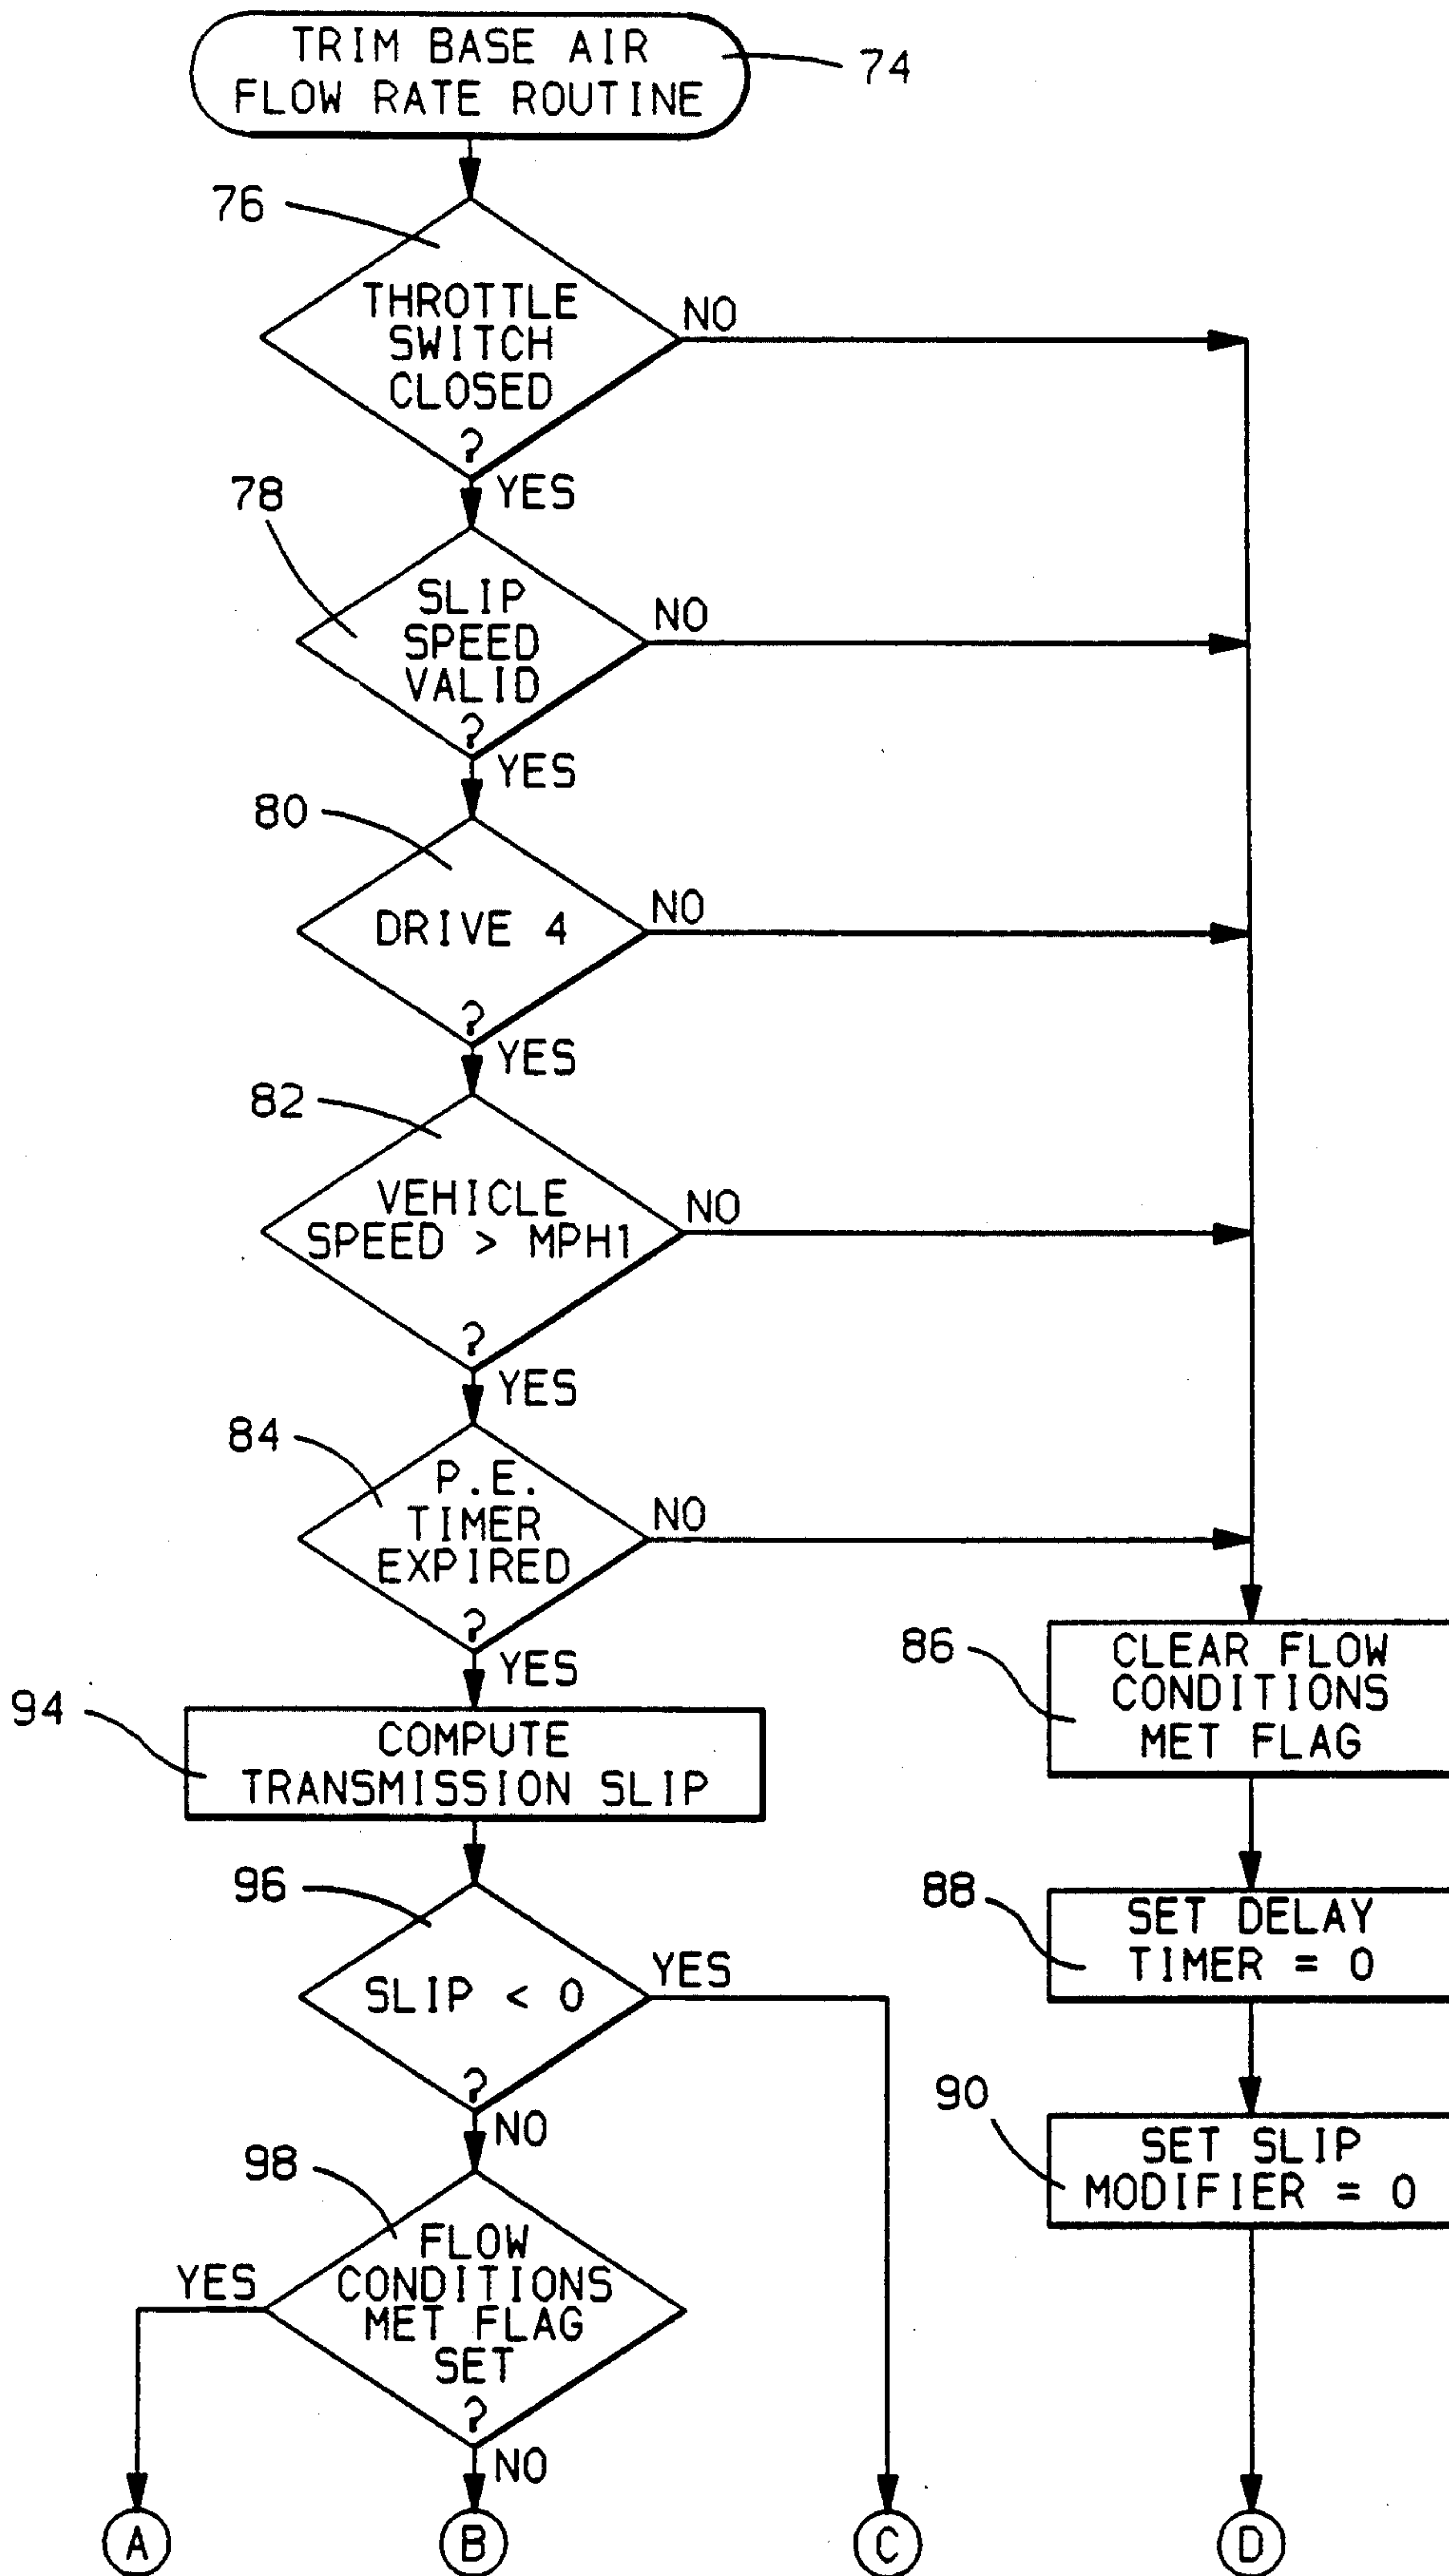 TRIM BASE AIR
FLOW RATE ROUTINE
74
76
THROTTLE
SWITCH
CLOSED
?
NO
YES
78
SLIP
SPEED
VALID
?
NO
YES
80
DRIVE 4
?
NO
YES
82
VEHICLE
SPEED > MPH1
?
NO
YES
84
P.E.
TIMER
EXPIRED
?
NO
YES
86
CLEAR FLOW
CONDITIONS
MET FLAG
94
COMPUTE
TRANSMISSION SLIP
88
SET DELAY
TIMER = 0
96
SLIP < 0
?
YES
NO
90
SET SLIP
MODIFIER = 0
98
FLOW
CONDITIONS
MET FLAG
SET
?
YES
NO
A
B
C
D